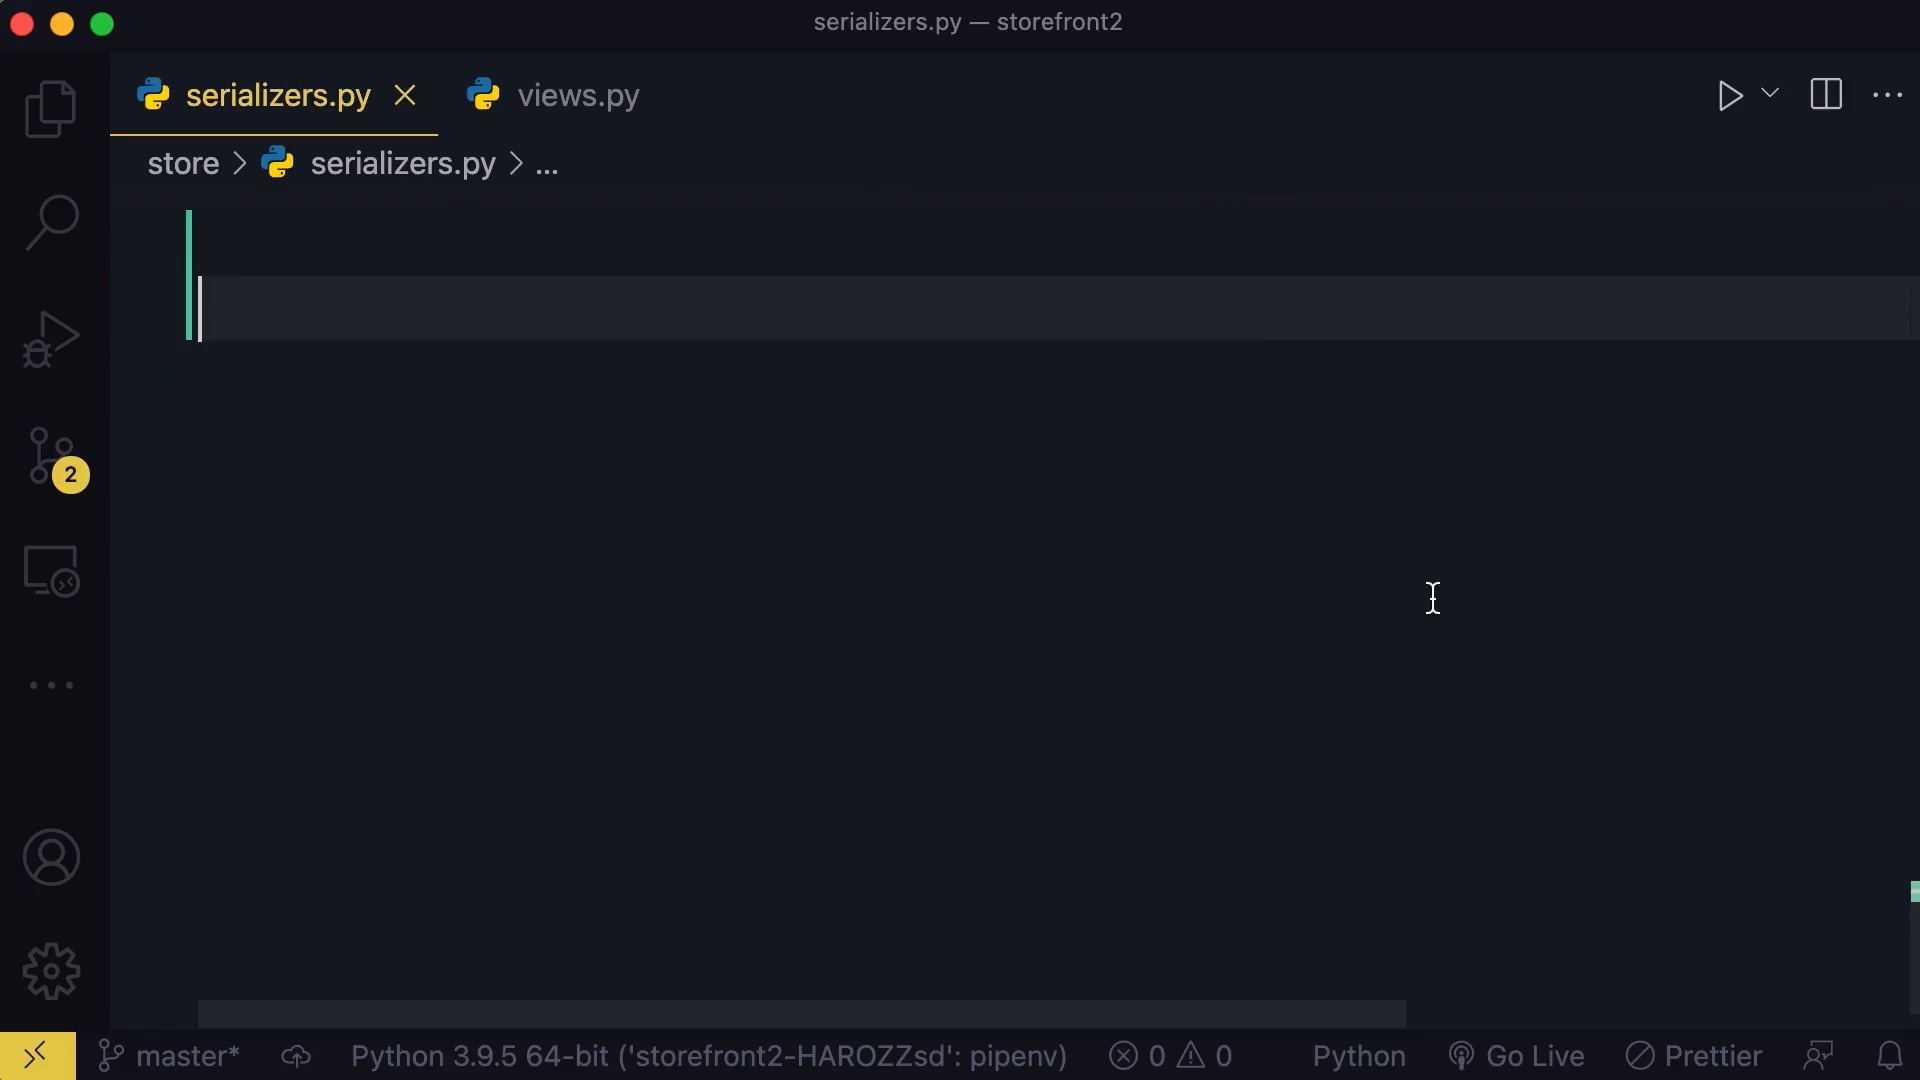 serializers.py — storefront2
serializers.py views.py
store > serializers.py > ...
2
master* Python 3.9.5 64-bit ('storefront2-HAROZZsd': pipenv) 0 0 Python Go Live Prettier